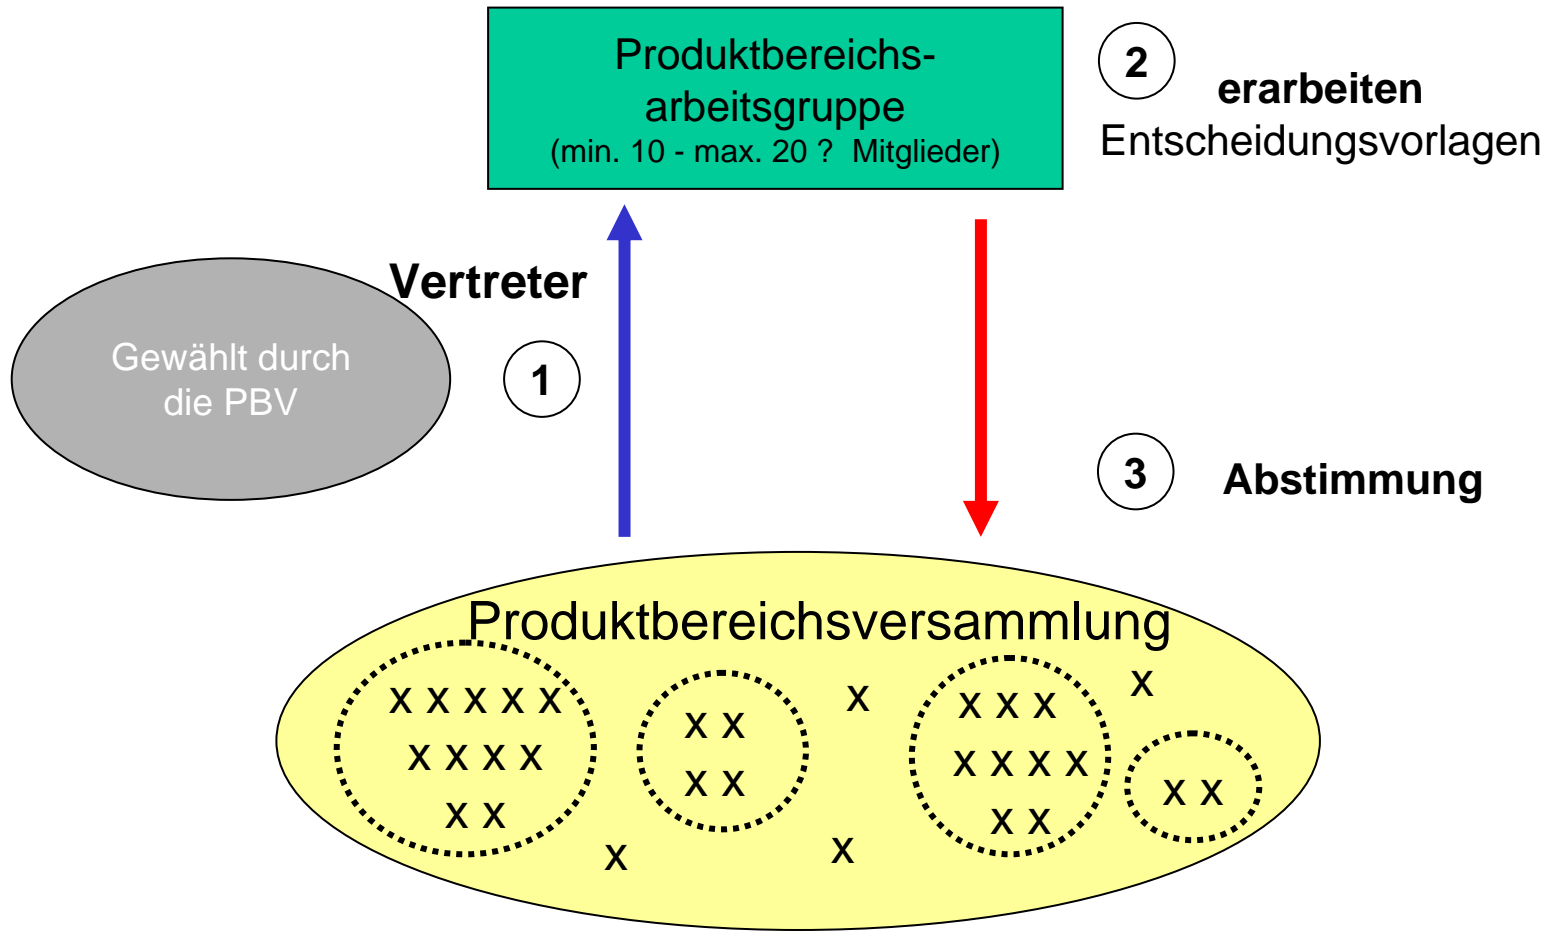 Produktbereichs-
arbeitsgruppe
(min. 10 - max. 20 ? Mitglieder)
2
erarbeiten
Entscheidungsvorlagen
Vertreter
Gewählt durch
die PBV
1
3
Abstimmung
Produktbereichsversammlung
x x x x x
x x x x
x x
x x
x x
x
x x x
x x x x
x x
x
x x
x
x